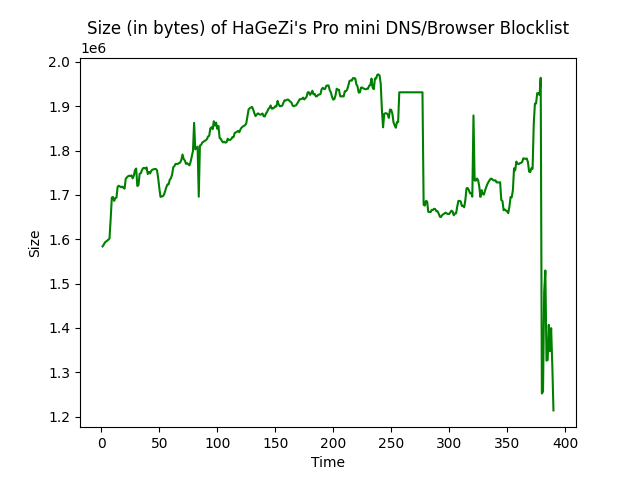 Size (in bytes) of HaGeZi's Pro mini DNS/Browser Blocklist
1e6
2.0
1.9
1.8
1.7
1.6
1.5
1.4
1.3
1.2
Size
0 50 100 150 200 250 300 350 400
Time